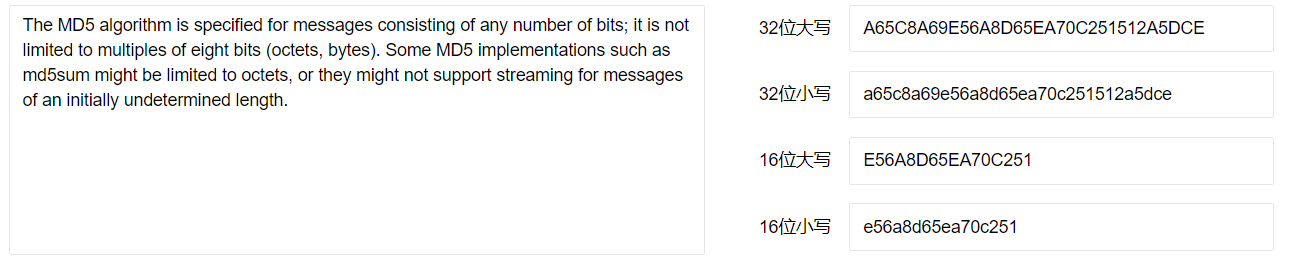 The MD5 algorithm is specified for messages consisting of any number of bits; it is not
limited to multiples of eight bits (octets, bytes). Some MD5 implementations such as
md5sum might be limited to octets, or they might not support streaming for messages
of an initially undetermined length.
32位大写 A65C8A69E56A8D65EA70C251512A5DCE
32位小写 a65c8a69e56a8d65ea70c251512a5dce
16位大写 E56A8D65EA70C251
16位小写 e56a8d65ea70c251